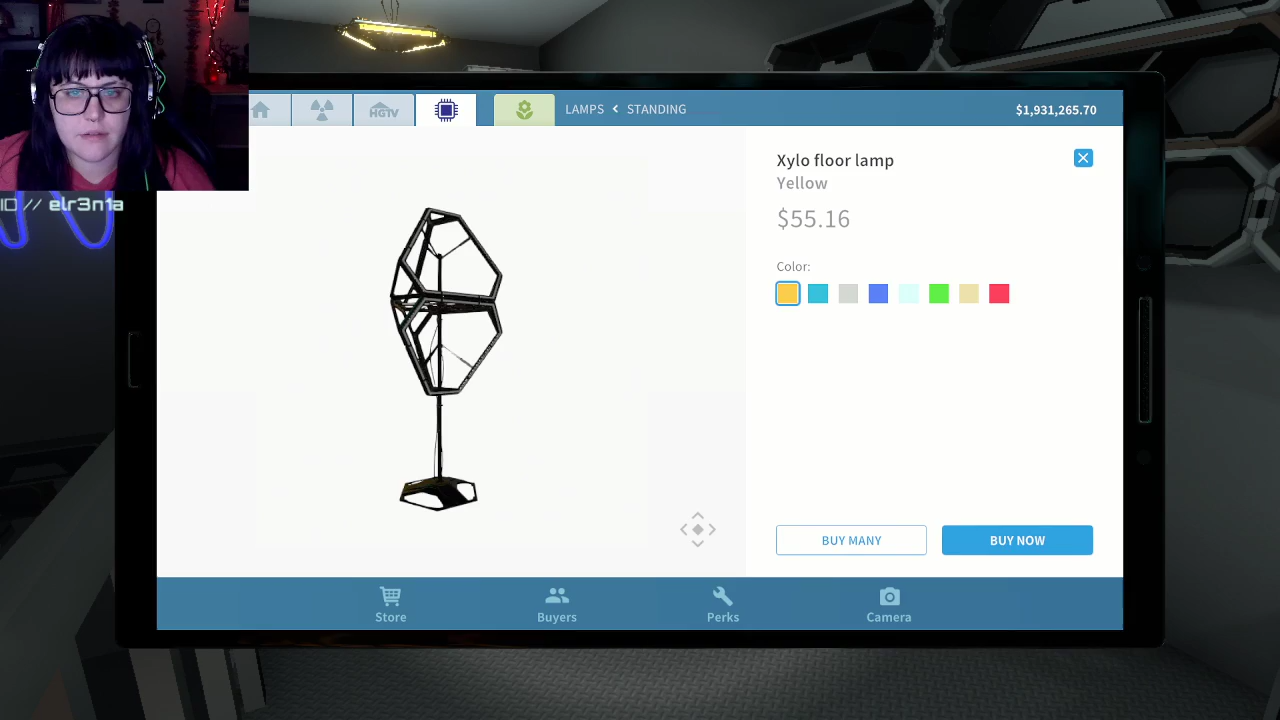 HGTV
LAMPS < STANDING
$1,931,265.70
Xylo floor lamp
Yellow
$55.16
Color:
BUY MANY
BUY NOW
Store
Buyers
Perks
Camera
// elr3n1a